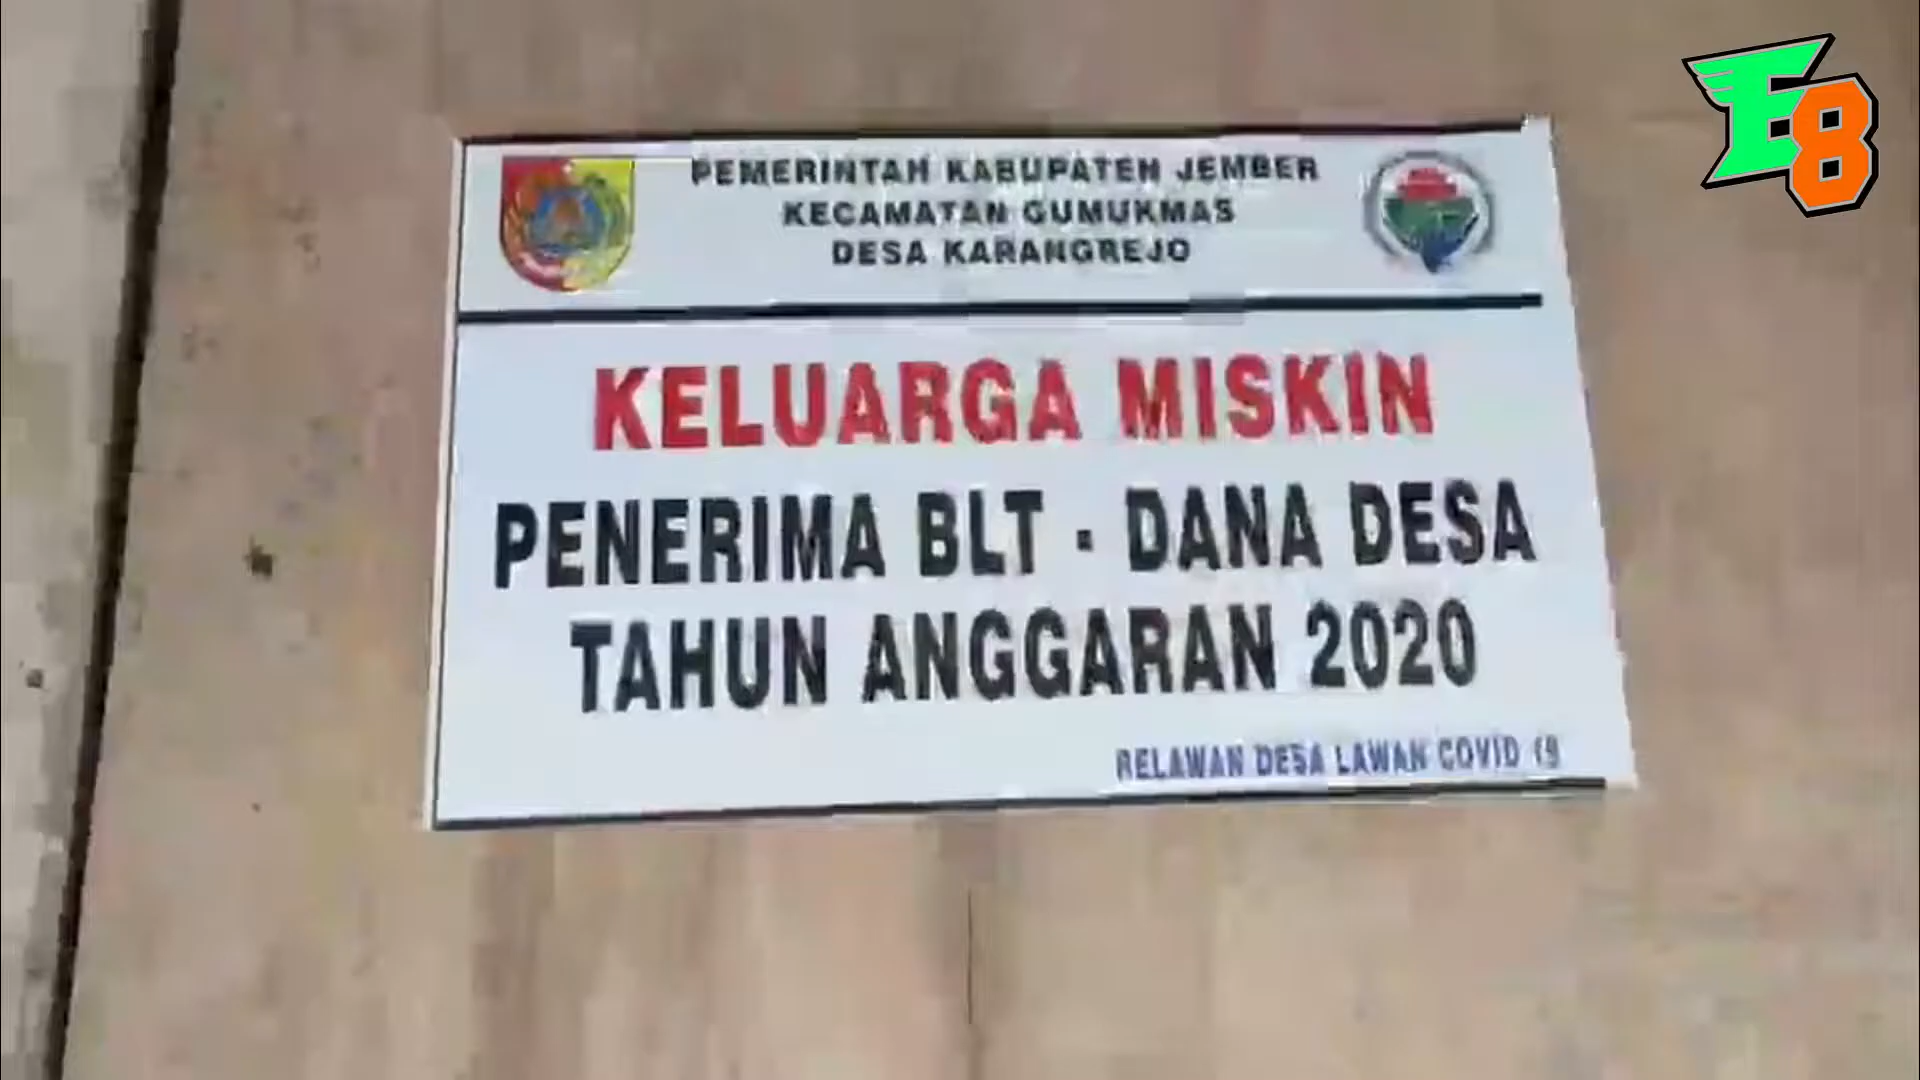 E8
PEMERINTAH KABUPATEN JEMBER
KECAMATAN GUMUKMAS
DESA KARANGREJO
KELUARGA MISKIN
PENERIMA BLT - DANA DESA
TAHUN ANGGARAN 2020
RELAWAN DESA LAWAN COVID 19